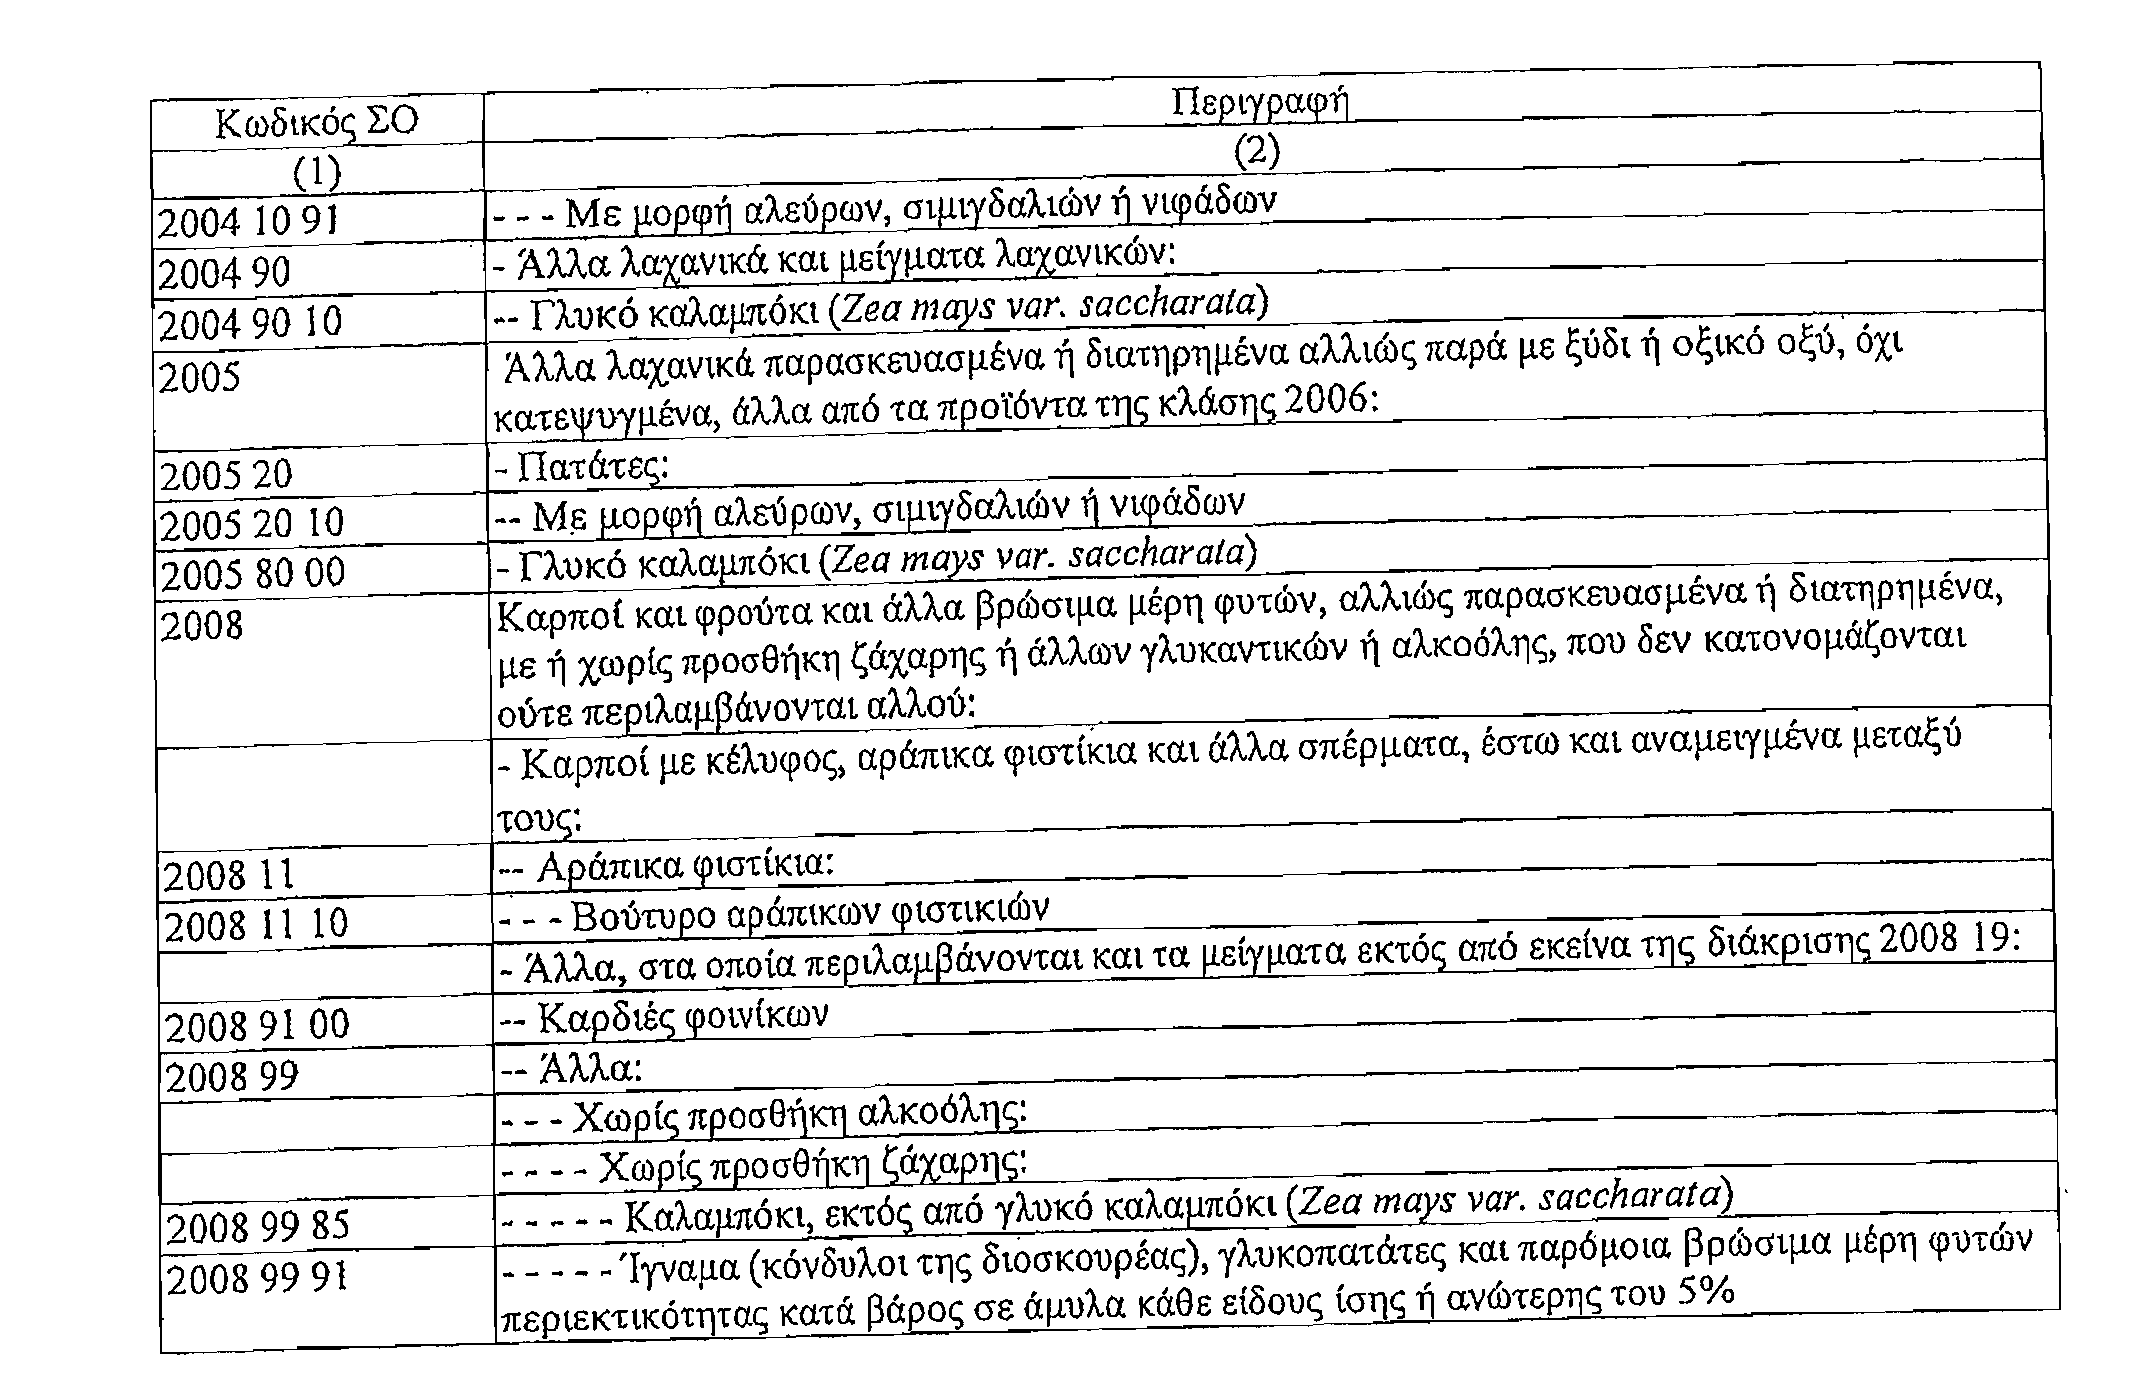 Κωδικός ΣΟ Περιγραφή
(1) (2)
2004 10 91 - - - Με μορφή αλεύρων, σιμιγδαλιών ή νιφάδων
2004 90 - Άλλα λαχανικά και μείγματα λαχανικών:
2004 90 10 -- Γλυκό καλαμπόκι (Zea mays var. saccharata)
2005 Άλλα λαχανικά παρασκευασμένα ή διατηρημένα αλλιώς παρά με ξύδι ή οξικό οξύ, όχι
κατεψυγμένα, άλλα από τα προϊόντα της κλάσης 2006:
2005 20 - Πατάτες:
2005 20 10 -- Με μορφή αλεύρων, σιμιγδαλιών ή νιφάδων
2005 80 00 - Γλυκό καλαμπόκι (Zea mays var. saccharata)
2008 Καρποί και φρούτα και άλλα βρώσιμα μέρη φυτών, αλλιώς παρασκευασμένα ή διατηρημένα,
με ή χωρίς προσθήκη ζάχαρης ή άλλων γλυκαντικών ή αλκοόλης, που δεν κατονομάζονται
ούτε περιλαμβάνονται αλλού:
- Καρποί με κέλυφος, αράπικα φιστίκια και άλλα σπέρματα, έστω και αναμειγμένα μεταξύ
τους:
2008 11 -- Αράπικα φιστίκια:
2008 11 10 - - - Βούτυρο αράπικων φιστικιών
- Άλλα, στα οποία περιλαμβάνονται και τα μείγματα εκτός από εκείνα της διάκρισης 2008 19:
2008 91 00 -- Καρδιές φοινίκων
2008 99 -- Άλλα:
- - - Χωρίς προσθήκη αλκοόλης:
- - - - Χωρίς προσθήκη ζάχαρης:
2008 99 85 - - - - - Καλαμπόκι, εκτός από γλυκό καλαμπόκι (Zea mays var. saccharata)
2008 99 91 - - - - - Ίγναμα (κόνδυλοι της διοσκουρέας), γλυκοπατάτες και παρόμοια βρώσιμα μέρη φυτών
περιεκτικότητας κατά βάρος σε άμυλα κάθε είδους ίσης ή ανώτερης του 5%